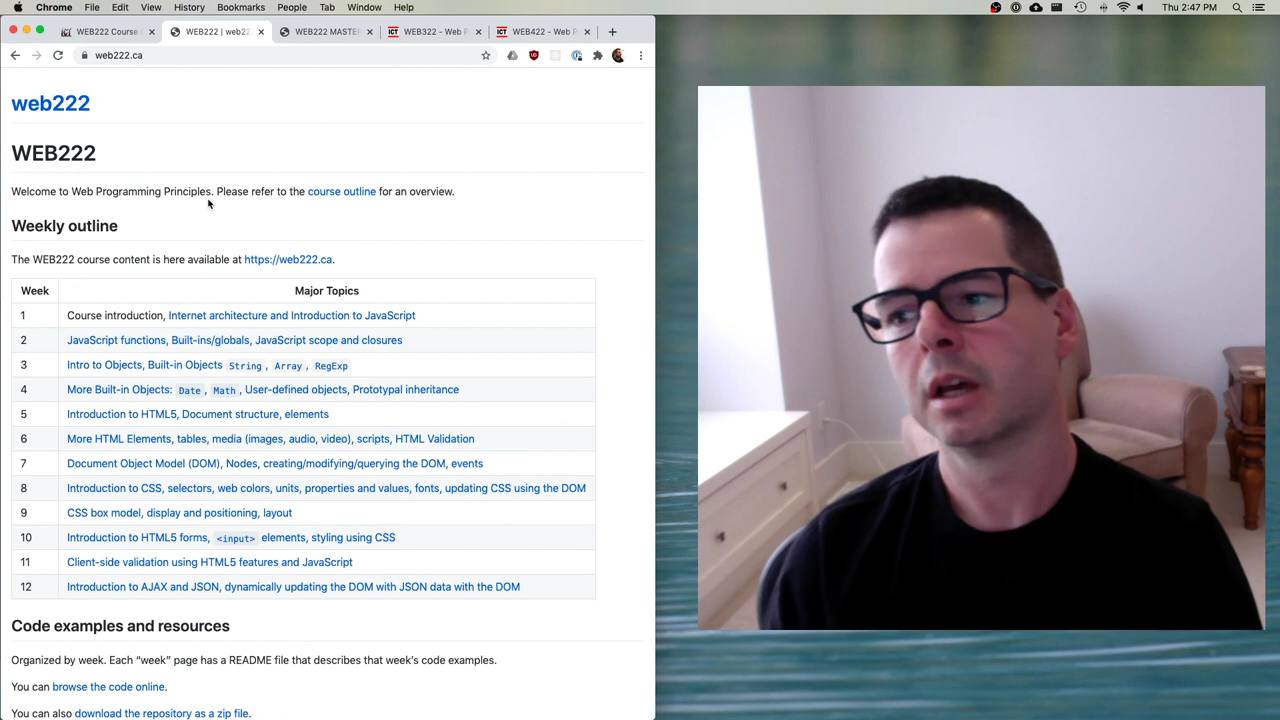 Chrome File Edit View History Bookmarks People Tab Window Help Thu 2:47 PM
WEB222 Course WEB222 | web22 WEB222 MASTE WEB322 - Web P WEB422 - Web P
web222.ca
web222
WEB222
Welcome to Web Programming Principles. Please refer to the course outline for an overview.
Weekly outline
The WEB222 course content is here available at https://web222.ca.
Week Major Topics
1 Course introduction, Internet architecture and Introduction to JavaScript
2 JavaScript functions, Built-ins/globals, JavaScript scope and closures
3 Intro to Objects, Built-in Objects String, Array, RegExp
4 More Built-in Objects: Date, Math, User-defined objects, Prototypal inheritance
5 Introduction to HTML5, Document structure, elements
6 More HTML Elements, tables, media (images, audio, video), scripts, HTML Validation
7 Document Object Model (DOM), Nodes, creating/modifying/querying the DOM, events
8 Introduction to CSS, selectors, web colors, units, properties and values, fonts, updating CSS using the DOM
9 CSS box model, display and positioning, layout
10 Introduction to HTML5 forms, <input> elements, styling using CSS
11 Client-side validation using HTML5 features and JavaScript
12 Introduction to AJAX and JSON, dynamically updating the DOM with JSON data with the DOM
Code examples and resources
Organized by week. Each “week” page has a README file that describes that week’s code examples.
You can browse the code online.
You can also download the repository as a zip file.